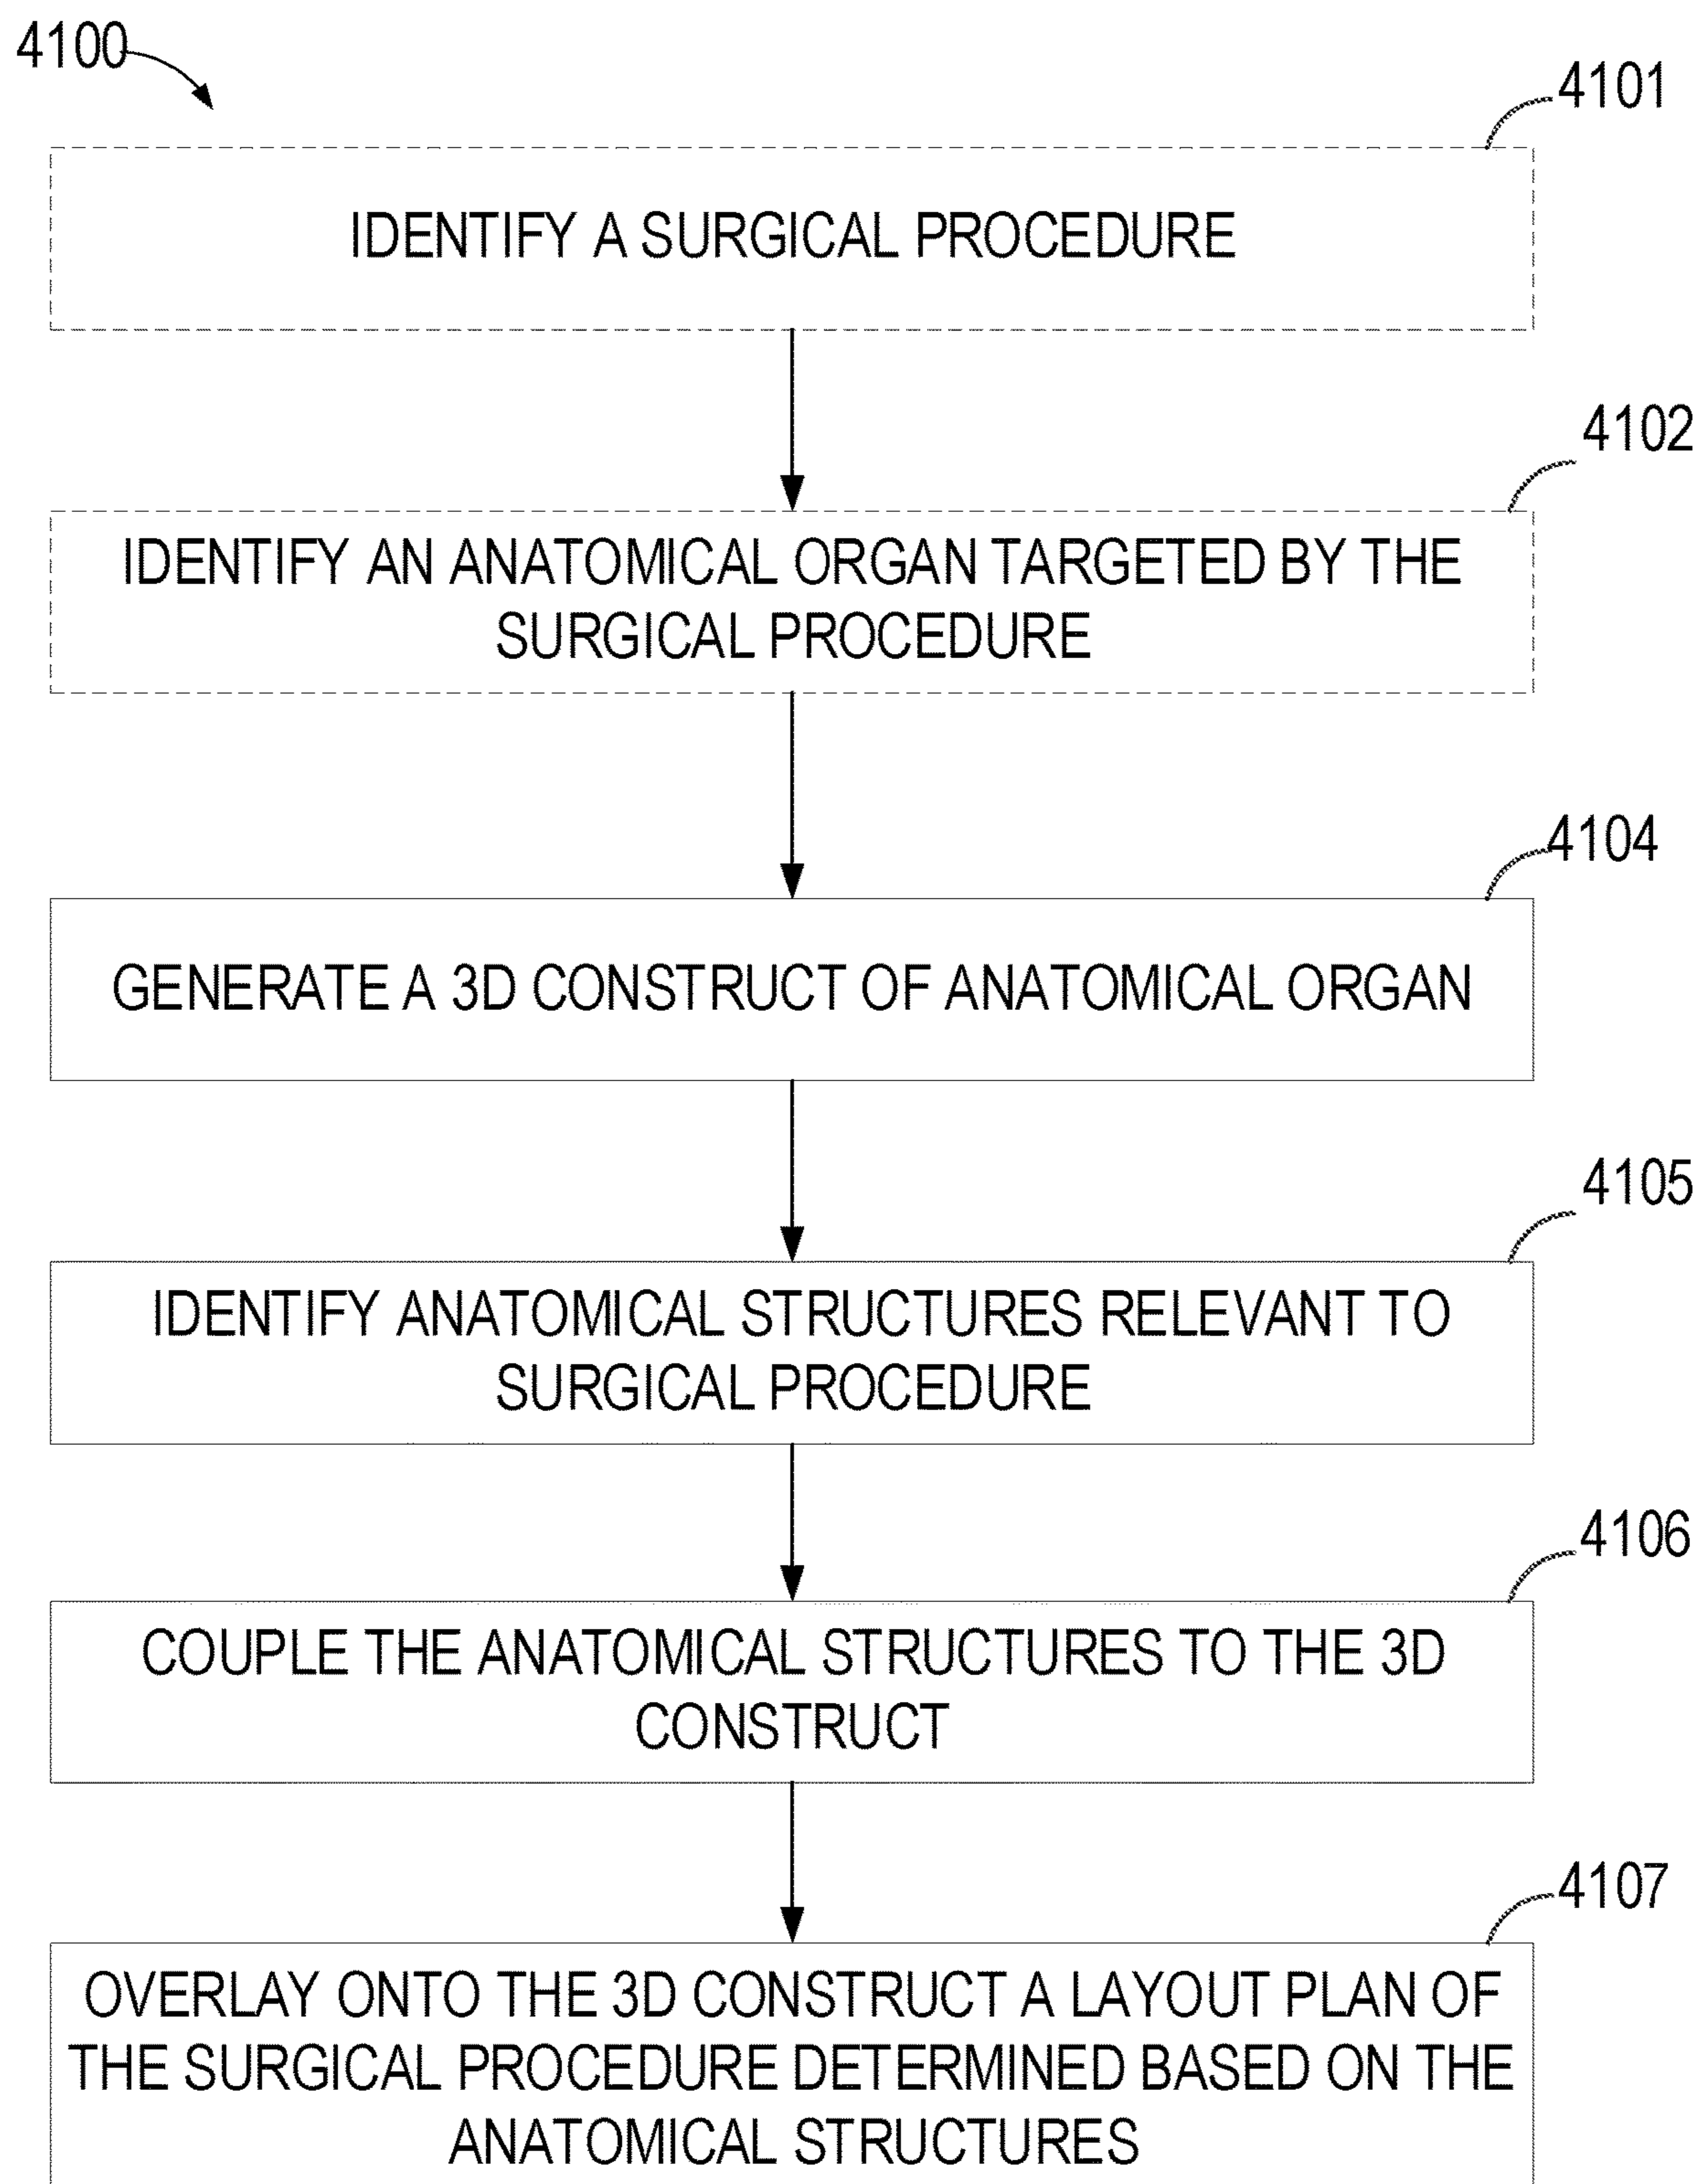 4100
4101
IDENTIFY A SURGICAL PROCEDURE
4102
IDENTIFY AN ANATOMICAL ORGAN TARGETED BY THE
SURGICAL PROCEDURE
4104
GENERATE A 3D CONSTRUCT OF ANATOMICAL ORGAN
4105
IDENTIFY ANATOMICAL STRUCTURES RELEVANT TO
SURGICAL PROCEDURE
4106
COUPLE THE ANATOMICAL STRUCTURES TO THE 3D
CONSTRUCT
4107
OVERLAY ONTO THE 3D CONSTRUCT A LAYOUT PLAN OF
THE SURGICAL PROCEDURE DETERMINED BASED ON THE
ANATOMICAL STRUCTURES